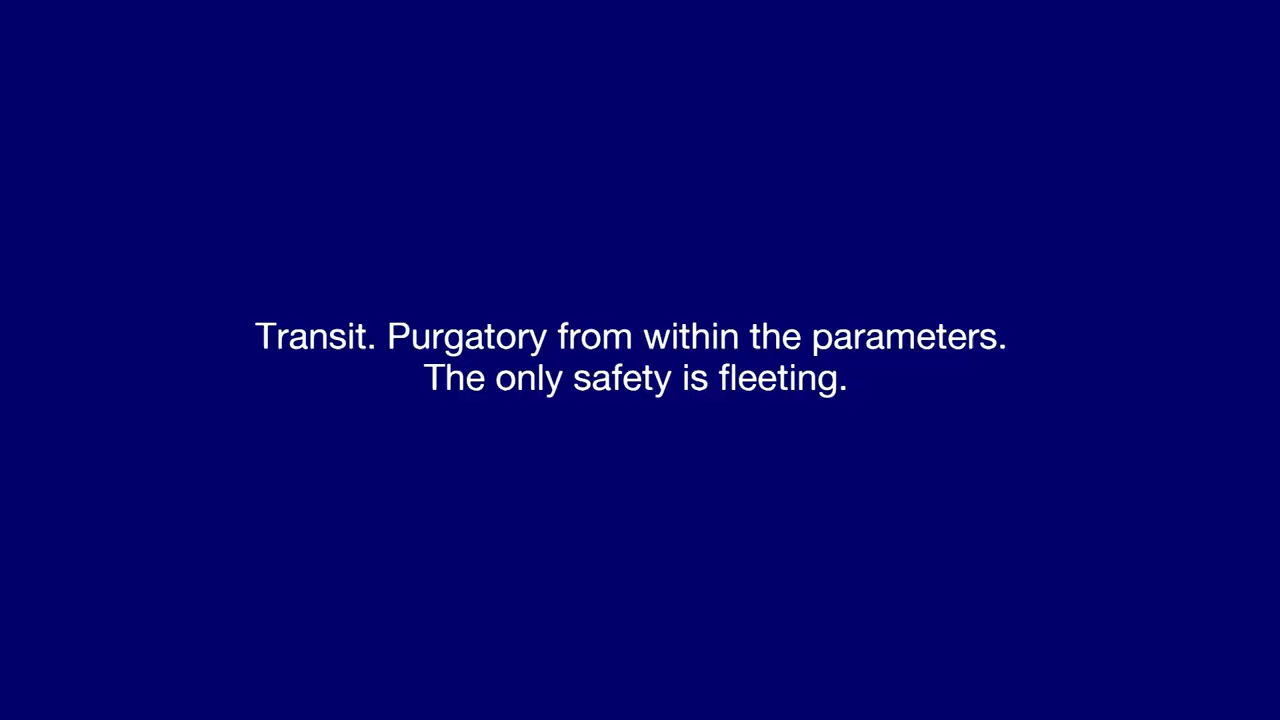 Transit. Purgatory from within the parameters.
The only safety is fleeting.